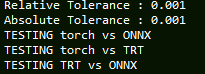 Relative Tolerance : 0.001
Absolute Tolerance : 0.001
TESTING torch vs ONNX
TESTING torch vs TRT
TESTING TRT vs ONNX